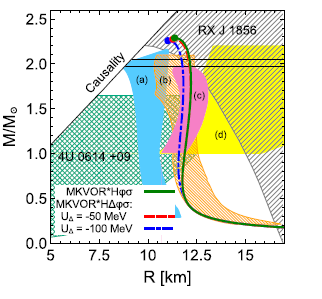 2.5
2.0
1.5
1.0
0.5
0.0
M/M☉
RX J 1856
Causality
(a)
(b)
(c)
(d)
4U 0614 +09
MKVOR*Hφσ
MKVOR*HΔφσ:
U_Δ = -50 MeV
U_Δ = -100 MeV
5
7.5
10
12.5
15
R [km]